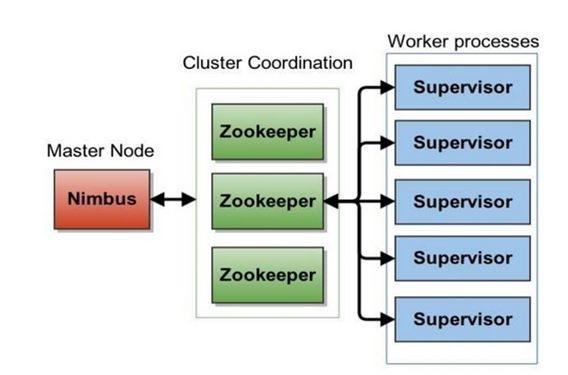 Master Node
Nimbus
Cluster Coordination
Zookeeper
Zookeeper
Zookeeper
Worker processes
Supervisor
Supervisor
Supervisor
Supervisor
Supervisor